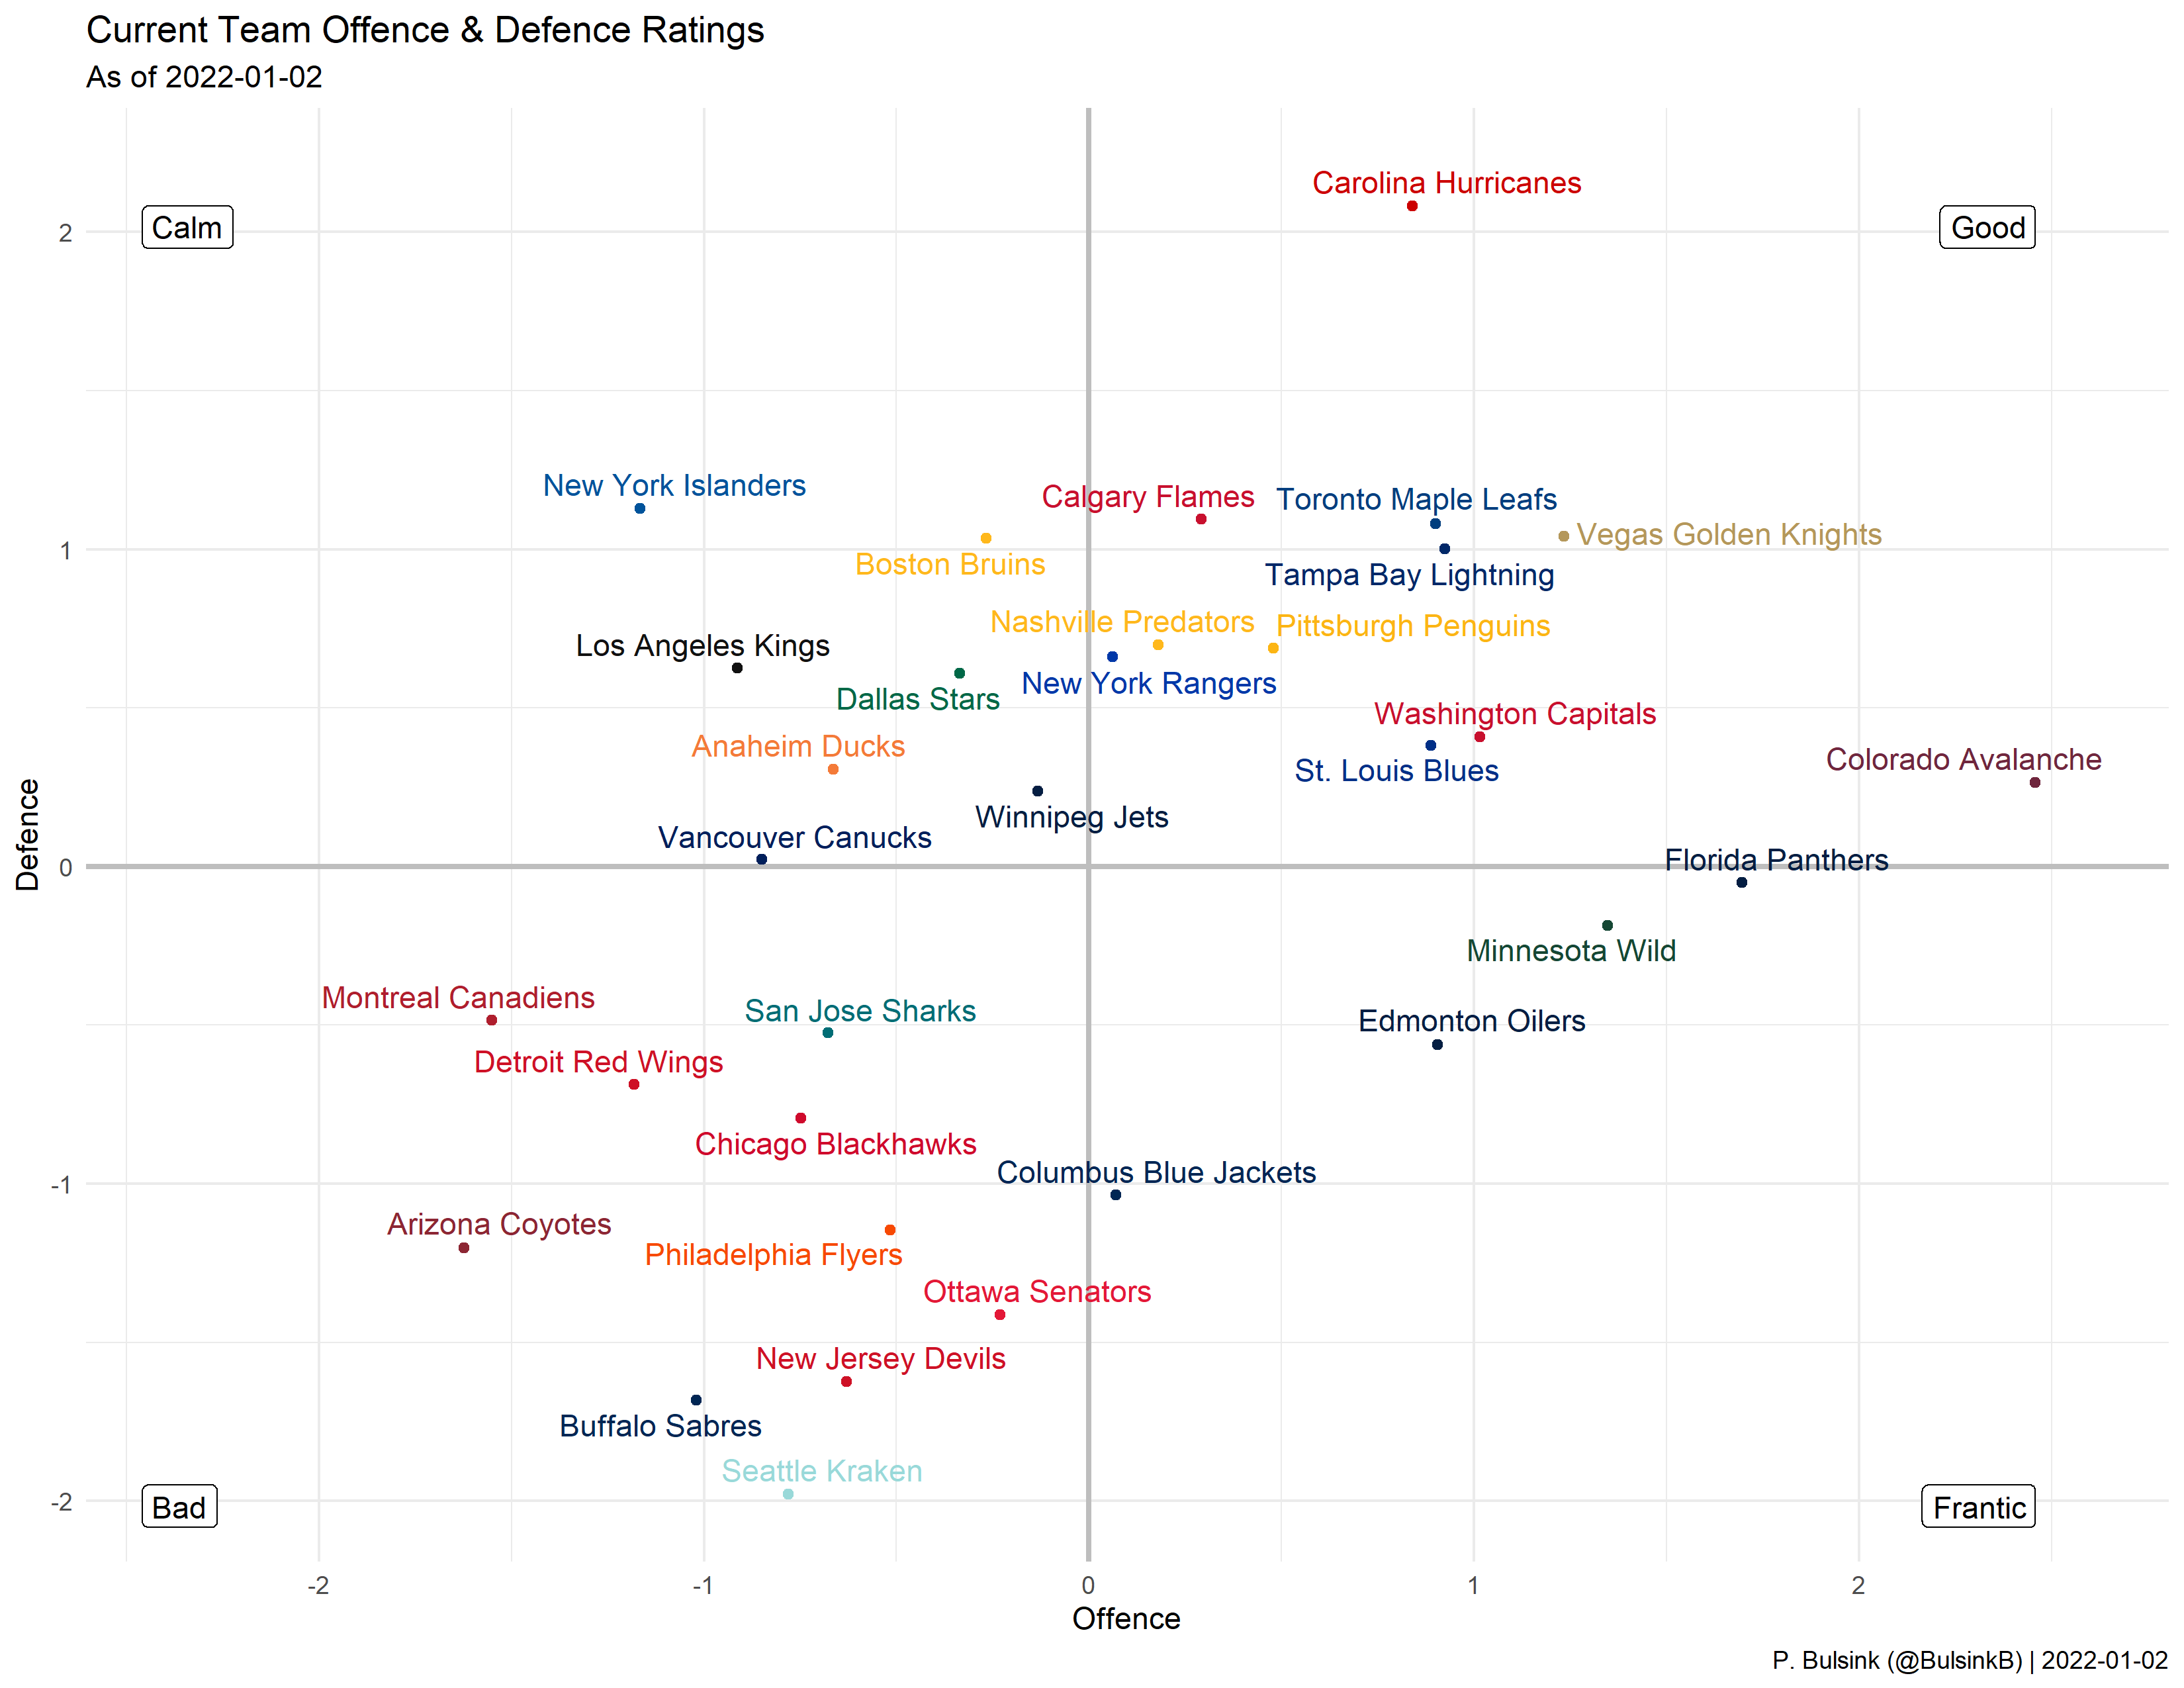 Current Team Offence & Defence Ratings
As of 2022-01-02
Carolina Hurricanes
Calm
Good
2
New York Islanders
Calgary Flames
Toronto Maple Leafs
Vegas Golden Knights
1
Boston Bruins
Tampa Bay Lightning
Nashville Predators
Pittsburgh Penguins
Los Angeles Kings
New York Rangers
Dallas Stars
Washington Capitals
Anaheim Ducks
Colorado Avalanche
St. Louis Blues
Winnipeg Jets
Vancouver Canucks
Defence
Florida Panthers
0
Minnesota Wild
Montreal Canadiens
San Jose Sharks
Edmonton Oilers
Detroit Red Wings
Chicago Blackhawks
Columbus Blue Jackets
-1
Arizona Coyotes
Philadelphia Flyers
Ottawa Senators
New Jersey Devils
Buffalo Sabres
Seattle Kraken
-2
Bad
Frantic
-2
-1
0
1
2
Offence
P. Bulsink (@BulsinkB) | 2022-01-02